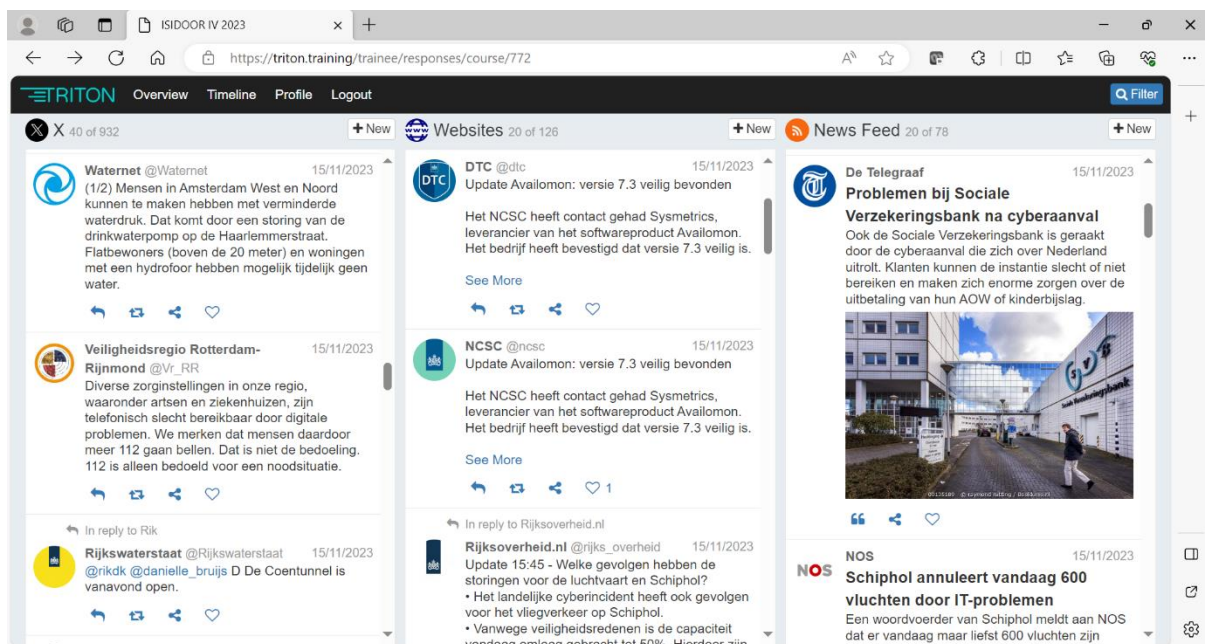 ISIDOOR IV 2023
https://triton.training/trainee/responses/course/772
TRITON Overview Timeline Profile Logout
Filter
X 40 of 932
New
Waternet @Waternet 15/11/2023
(1/2) Mensen in Amsterdam West en Noord
kunnen te maken hebben met verminderde
waterdruk. Dat komt door een storing van de
drinkwaterpomp op de Haarlemmerstraat.
Flatbewoners (boven de 20 meter) en woningen
met een hydrofoor hebben mogelijk tijdelijk geen
water.
Veiligheidsregio Rotterdam- 15/11/2023
Rijnmond @Vr_RR
Diverse zorginstellingen in onze regio,
waaronder artsen en ziekenhuizen, zijn
telefonisch slecht bereikbaar door digitale
problemen. We merken dat mensen daardoor
meer 112 gaan bellen. Dat is niet de bedoeling.
112 is alleen bedoeld voor een noodsituatie.
In reply to Rik
Rijkswaterstaat @Rijkswaterstaat 15/11/2023
@rikdk @danielle_bruijs D De Coentunnel is
vanavond open.
Websites 20 of 126
New
DTC
DTC @dtc 15/11/2023
Update Availomon: versie 7.3 veilig bevonden
Het NCSC heeft contact gehad Sysmetrics,
leverancier van het softwareproduct Availomon.
Het bedrijf heeft bevestigd dat versie 7.3 veilig is.
See More
NCSC @ncsc 15/11/2023
Update Availomon: versie 7.3 veilig bevonden
Het NCSC heeft contact gehad Sysmetrics,
leverancier van het softwareproduct Availomon.
Het bedrijf heeft bevestigd dat versie 7.3 veilig is.
See More
1
In reply to Rijksoverheid.nl
Rijksoverheid.nl @rijks_overheid 15/11/2023
Update 15:45 - Welke gevolgen hebben de
storingen voor de luchtvaart en Schiphol?
• Het landelijke cyberincident heeft ook gevolgen
voor het vliegverkeer op Schiphol.
• Vanwege veiligheidsredenen is de capaciteit
vandaag omlaag gebracht tot 50%. Hierdoor zijn
News Feed 20 of 78
New
De Telegraaf 15/11/2023
Problemen bij Sociale
Verzekeringsbank na cyberaanval
Ook de Sociale Verzekeringsbank is geraakt
door de cyberaanval die zich over Nederland
uitrolt. Klanten kunnen de instantie slecht of niet
bereiken en maken zich enorme zorgen over de
uitbetaling van hun AOW of kinderbijslag.
SVB
Sociale Verzekeringsbank
NOS
NOS 15/11/2023
Schiphol annuleert vandaag 600
vluchten door IT-problemen
Een woordvoerder van Schiphol meldt aan NOS
dat er vandaag maar liefst 600 vluchten zijn